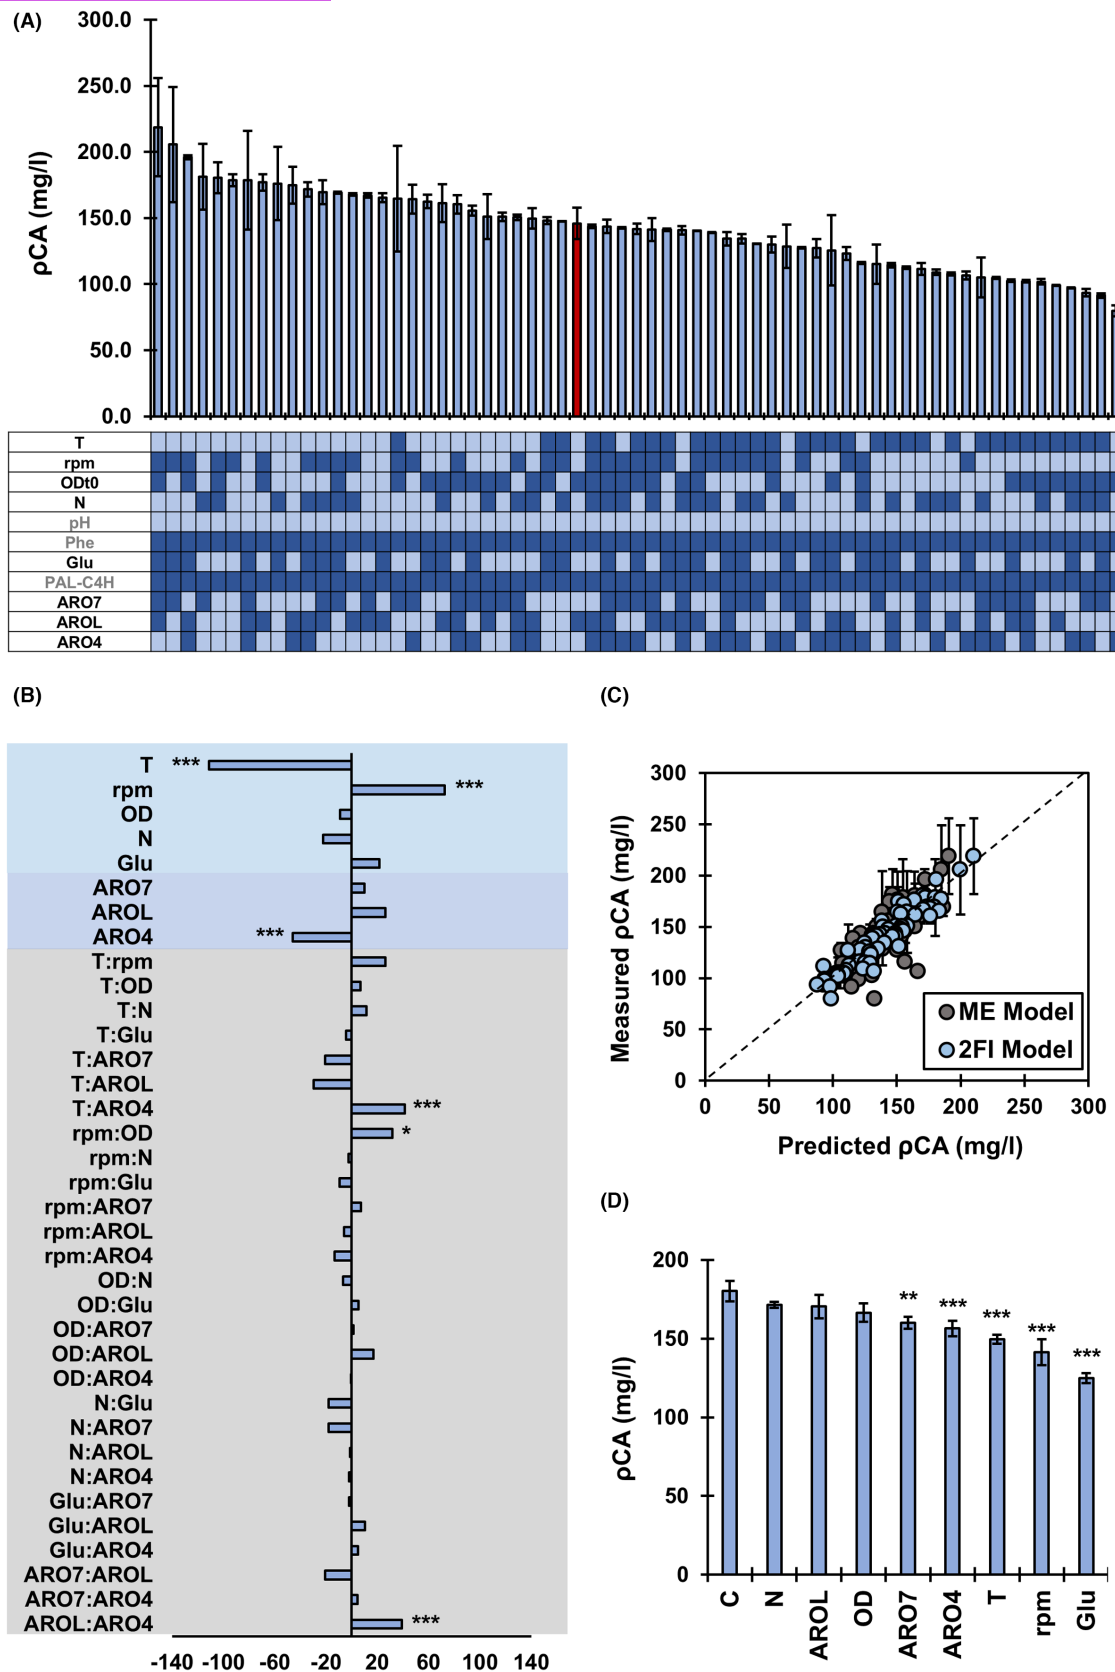 (A)
300.0
250.0
200.0
150.0
100.0
50.0
0.0
ρCA (mg/l)
T
rpm
ODt0
N
pH
Phe
Glu
PAL-C4H
ARO7
AROL
ARO4
(B)
T ***
rpm ***
OD
N
Glu
ARO7
AROL
ARO4 ***
T:rpm
T:OD
T:N
T:Glu
T:ARO7
T:AROL
T:ARO4 ***
rpm:OD *
rpm:N
rpm:Glu
rpm:ARO7
rpm:AROL
rpm:ARO4
OD:N
OD:Glu
OD:ARO7
OD:AROL
OD:ARO4
N:Glu
N:ARO7
N:AROL
N:ARO4
Glu:ARO7
Glu:AROL
Glu:ARO4
ARO7:AROL
ARO7:ARO4
AROL:ARO4 ***
-140 -100 -60 -20 20 60 100 140
(C)
300
250
200
150
100
50
0
Measured ρCA (mg/l)
ME Model
2FI Model
0 50 100 150 200 250 300
Predicted ρCA (mg/l)
(D)
200
150
100
50
0
ρCA (mg/l)
** *** *** *** ***
C N AROL OD ARO7 ARO4 T rpm Glu